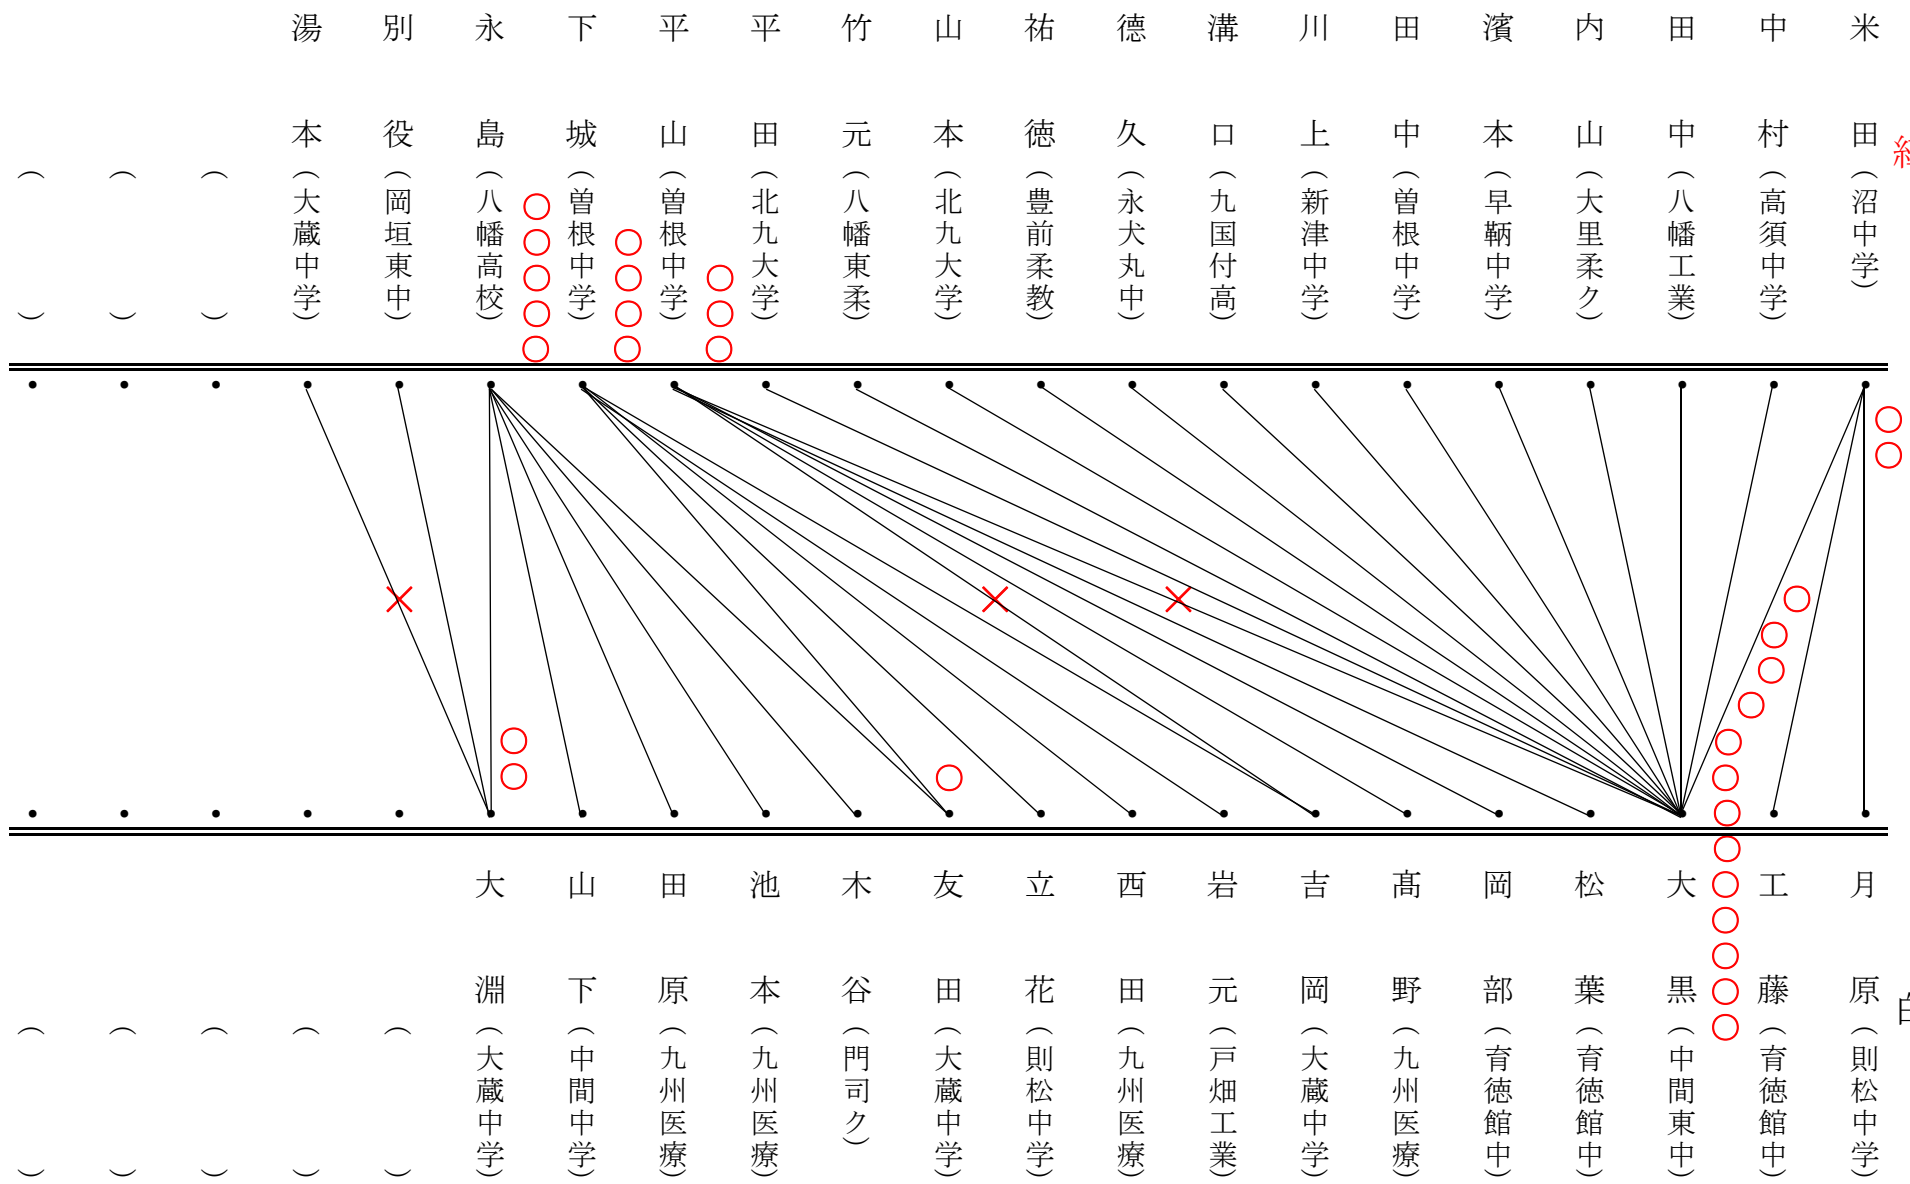 米田（沼中学）
中村（高須中学）
田中（八幡工業）
内山（大里柔ク）
濱本（早鞆中学）
田中（曽根中学）
川上（新津中学）
溝口（九国付高）
德久（永犬丸中）
祐徳（豊前柔教）
山本（北九大学）
竹元（八幡東柔）
平田（北九大学）
平山（曽根中学）
下城（曽根中学）
永島（八幡高校）
別役（岡垣東中）
湯本（大蔵中学）
（　）
（　）
（　）
月原（則松中学）
工藤（育徳館中）
大黒（中間東中）
松葉（育徳館中）
岡部（育徳館中）
髙野（九州医療）
吉岡（大蔵中学）
岩元（戸畑工業）
西田（九州医療）
立花（則松中学）
友田（大蔵中学）
木谷（門司ク）
池本（九州医療）
田原（九州医療）
山下（中間中学）
大淵（大蔵中学）
（　）
（　）
（　）
（　）
（　）